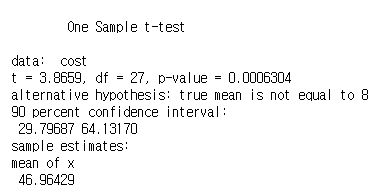 One Sample t-test
data:  cost
t = 3.8659, df = 27, p-value = 0.0006304
alternative hypothesis: true mean is not equal to 8
90 percent confidence interval:
29.79687 64.13170
sample estimates:
mean of x
46.96429